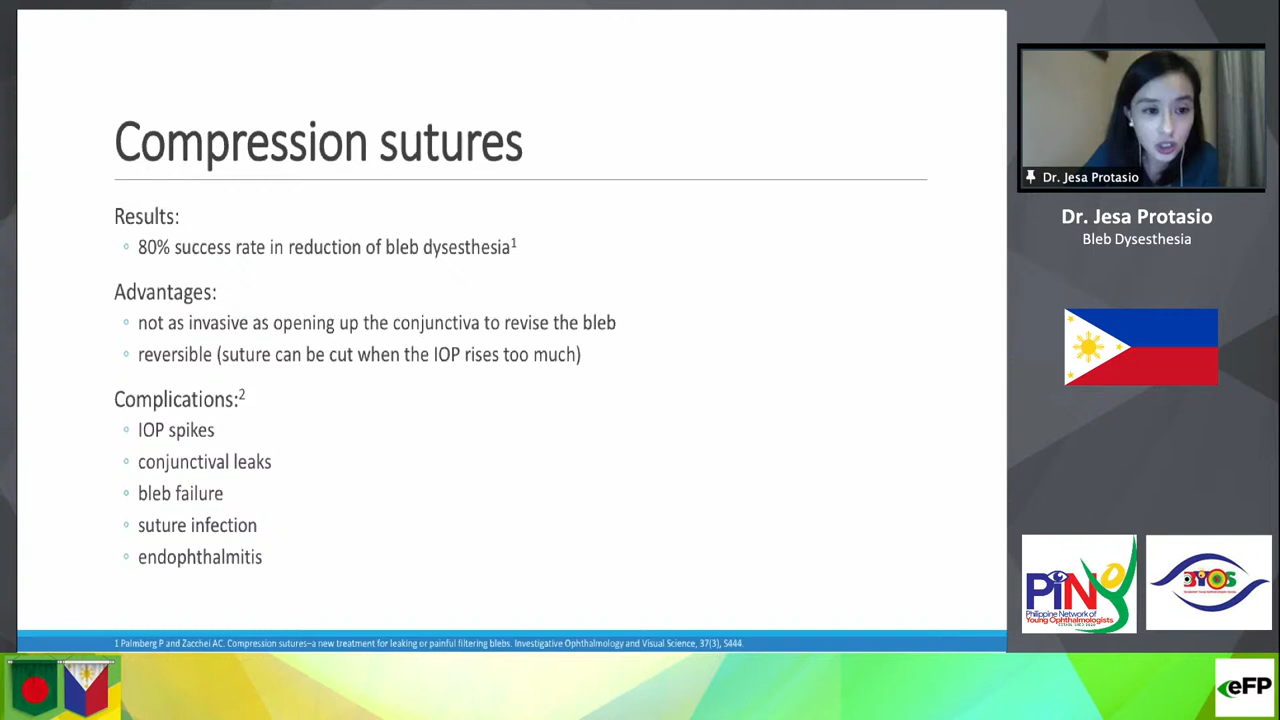 Compression sutures
Results:
◦ 80% success rate in reduction of bleb dysesthesia¹
Advantages:
◦ not as invasive as opening up the conjunctiva to revise the bleb
◦ reversible (suture can be cut when the IOP rises too much)
Complications:²
◦ IOP spikes
◦ conjunctival leaks
◦ bleb failure
◦ suture infection
◦ endophthalmitis
1 Palmberg P and Zacchei AC. Compression sutures–a new treatment for leaking or painful filtering blebs. Investigative Ophthalmology and Visual Science, 37(3), S444.
Dr. Jesa Protasio
Dr. Jesa Protasio
Bleb Dysesthesia
PiNY
Philippine Network of
Young Ophthalmologists
BYOS
eFP